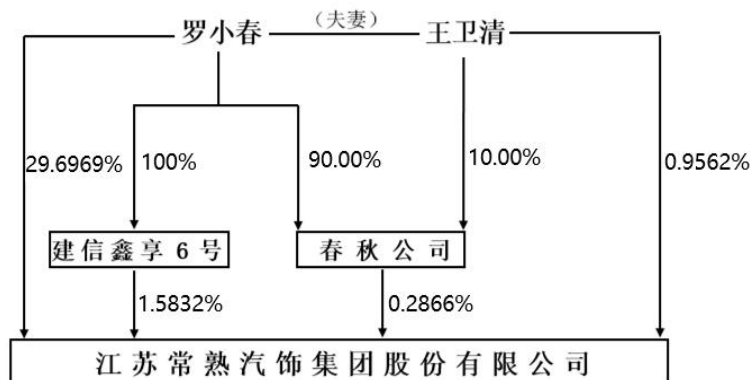 （夫妻）
罗小春 王卫清
29.6969% 100% 90.00% 10.00% 0.9562%
建信鑫享6号 春秋公司
1.5832% 0.2866%
江苏常熟汽饰集团股份有限公司